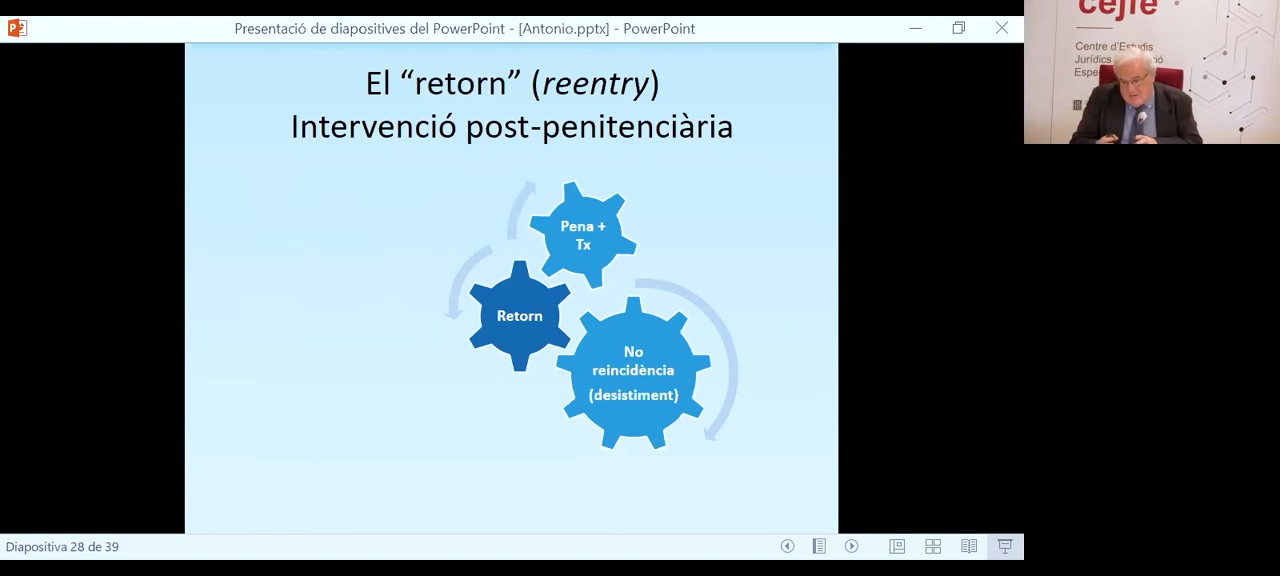 Presentació de diapositives del PowerPoint - [Antonio.pptx] - PowerPoint
El “retorn” (reentry)
Intervenció post-penitenciària
Pena +
Tx
Retorn
No
reincidència
(desistiment)
Diapositiva 28 de 39
cejfe
Centre d'Estudis
Jurídics